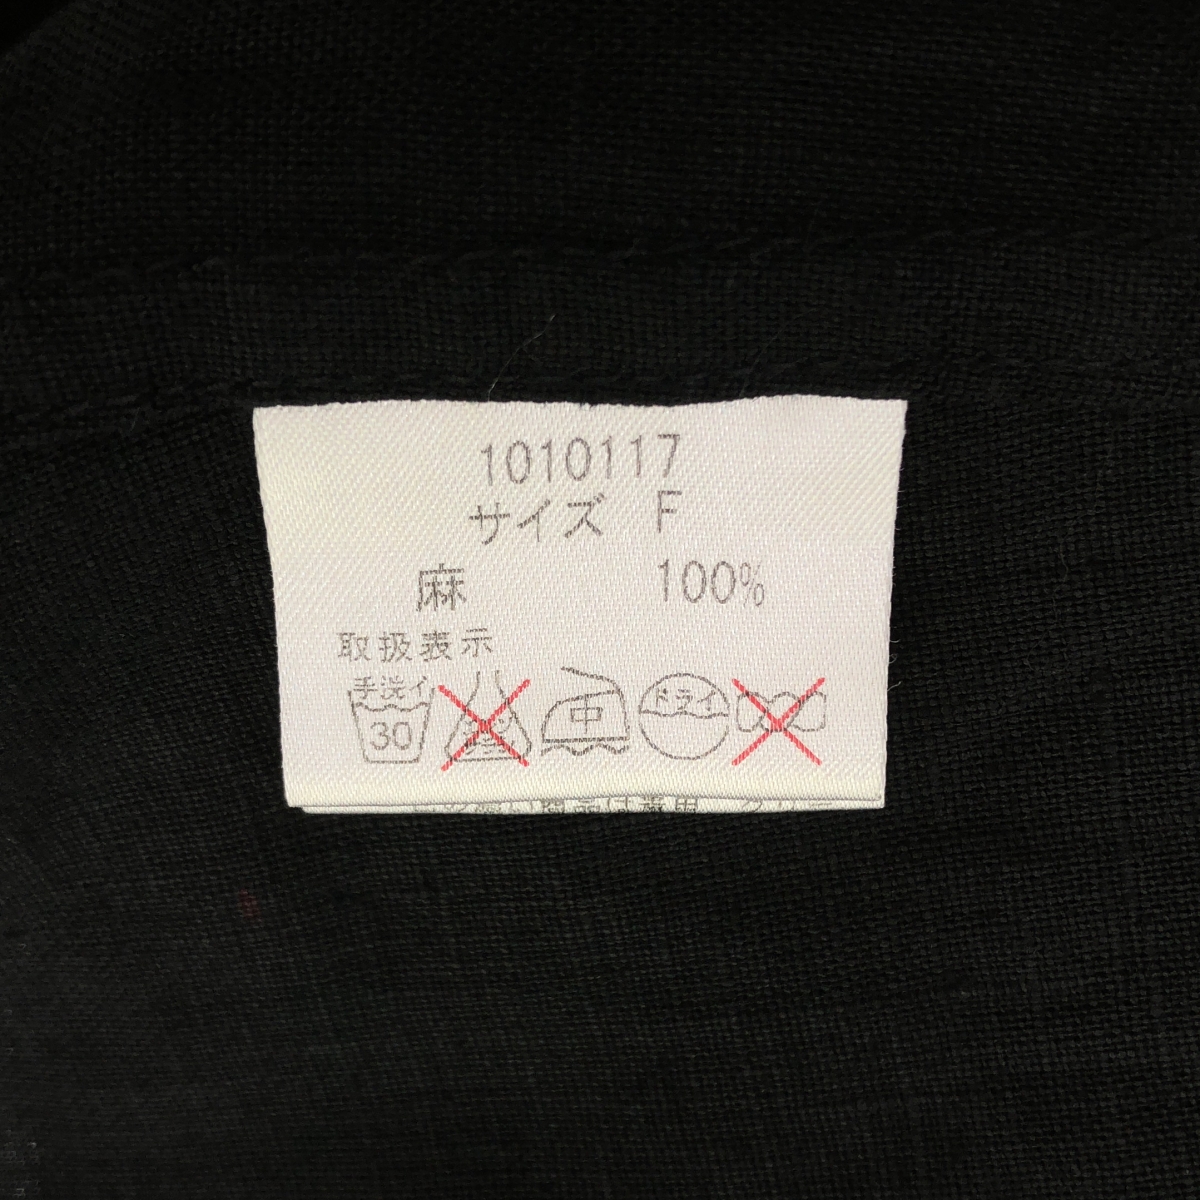 1010117
サイズ F
麻 100%
取扱表示
手洗イ 30 中 ドライ